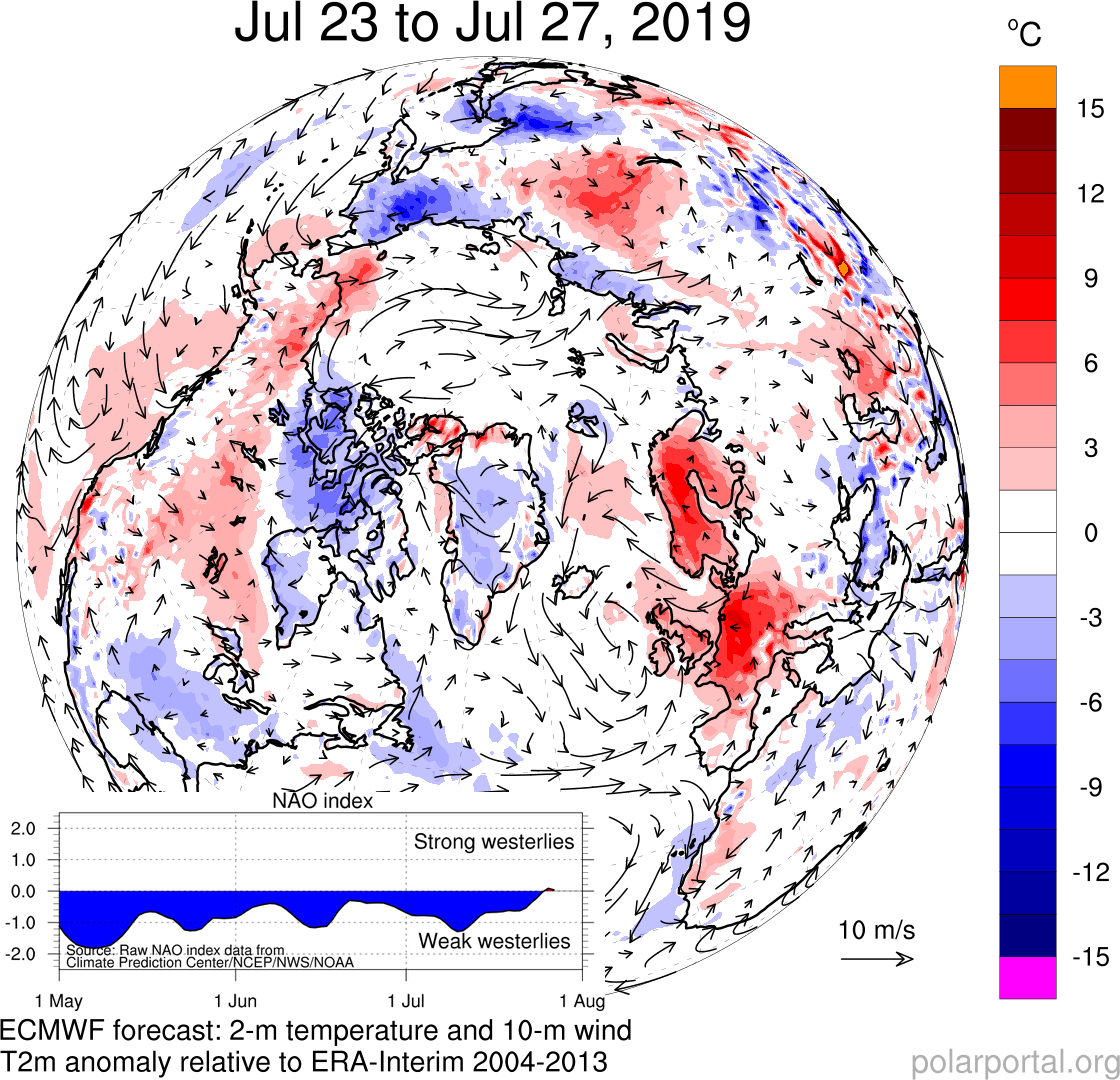 Jul 23 to Jul 27, 2019
oC
15
12
9
6
3
0
-3
-6
-9
-12
-15
NAO index
2.0
1.0
0.0
-1.0
-2.0
Strong westerlies
Weak westerlies
Source: Raw NAO index data from
Climate Prediction Center/NCEP/NWS/NOAA
1 May
1 Jun
1 Jul
1 Aug
10 m/s
ECMWF forecast: 2-m temperature and 10-m wind
T2m anomaly relative to ERA-Interim 2004-2013
polarportal.org